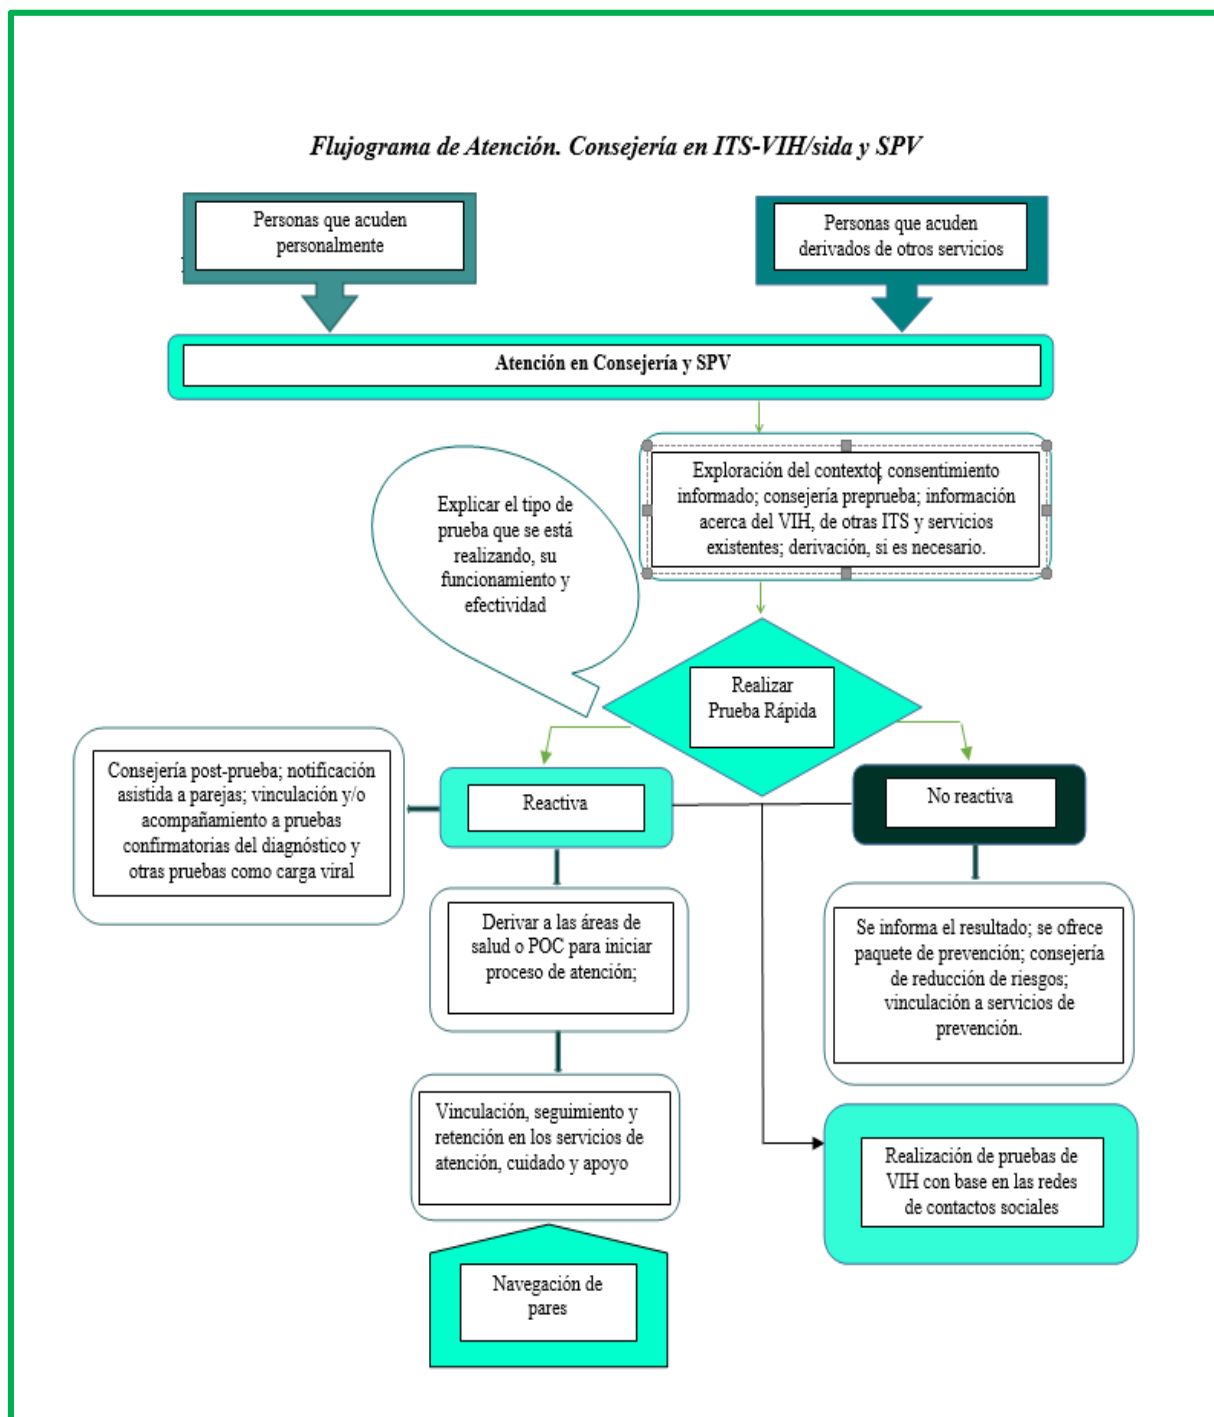 Flujograma de Atención. Consejería en ITS-VIH/sida y SPV
Personas que acuden
personalmente
Personas que acuden
derivados de otros servicios
Atención en Consejería y SPV
Exploración del contexto; consentimiento
informado; consejería preprueba; información
acerca del VIH, de otras ITS y servicios
existentes; derivación, si es necesario.
Explicar el tipo de
prueba que se está
realizando, su
funcionamiento y
efectividad
Realizar
Prueba Rápida
Consejería post-prueba; notificación
asistida a parejas; vinculación y/o
acompañamiento a pruebas
confirmatorias del diagnóstico y
otras pruebas como carga viral
Reactiva
No reactiva
Derivar a las áreas de
salud o POC para iniciar
proceso de atención;
Se informa el resultado; se ofrece
paquete de prevención; consejería
de reducción de riesgos;
vinculación a servicios de
prevención.
Vinculación, seguimiento y
retención en los servicios de
atención, cuidado y apoyo
Realización de pruebas de
VIH con base en las redes
de contactos sociales
Navegación de
pares